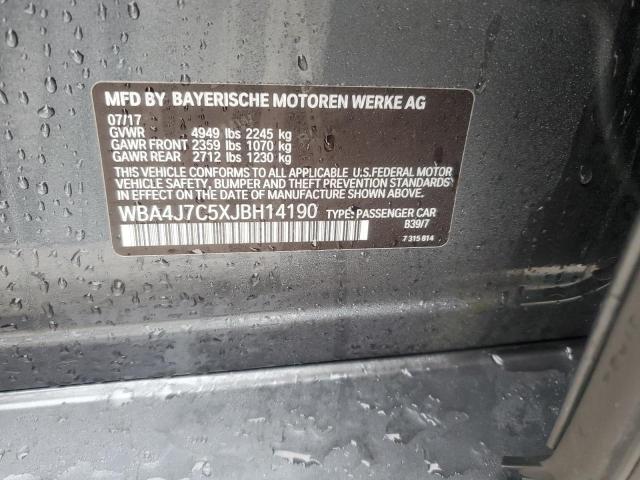 MFD BY BAYERISCHE MOTOREN WERKE AG
07/17
GVWR 4949 lbs 2245 kg
GAWR FRONT 2359 lbs 1070 kg
GAWR REAR 2712 lbs 1230 kg
THIS VEHICLE CONFORMS TO ALL APPLICABLE U.S.FEDERAL MOTOR
VEHICLE SAFETY, BUMPER AND THEFT PREVENTION STANDARDS
IN EFFECT ON THE DATE OF MANUFACTURE SHOWN ABOVE.
WBA4J7C5XJBH14190 TYPE: PASSENGER CAR
B39/7
7 315 814